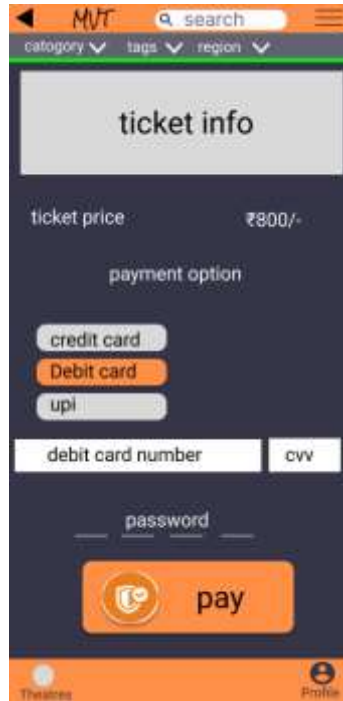 MVT search
catogory tags region
ticket info
ticket price ₹800/-
payment option
credit card
Debit card
upi
debit card number cvv
password
pay
Theatres Profile